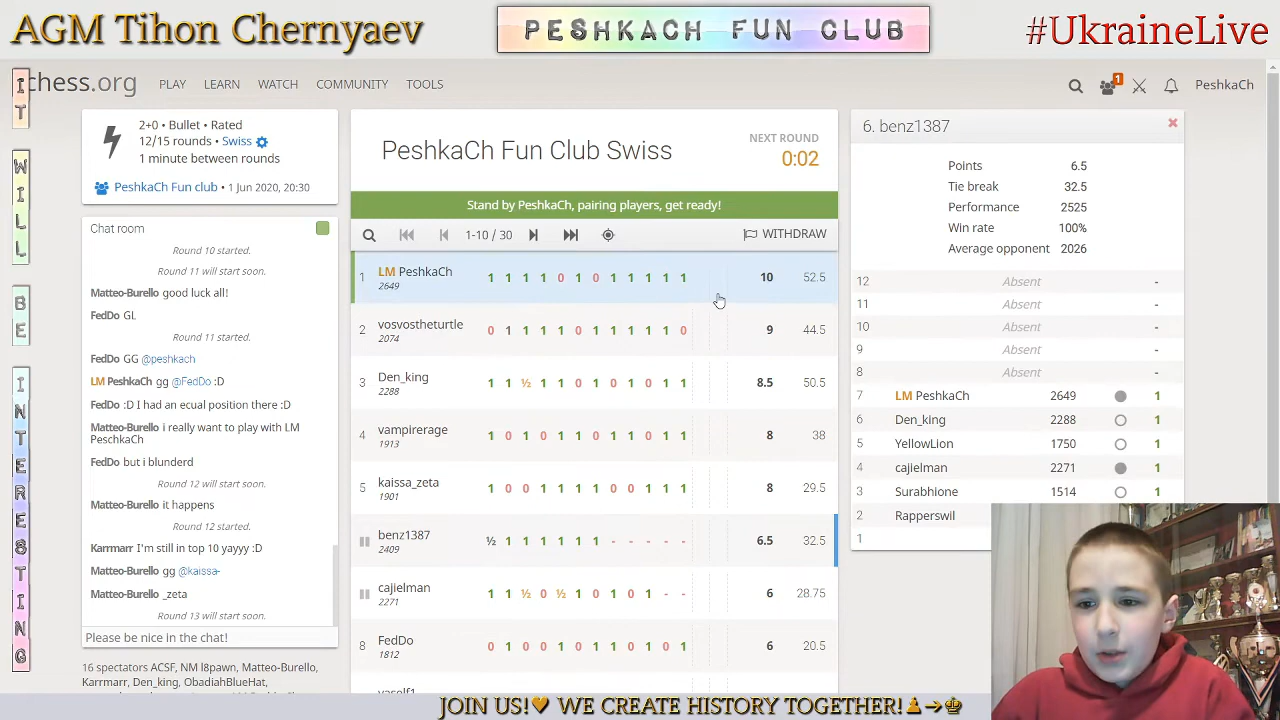 AGM Tihon Chernyaev
PESHKACH FUN CLUB
#UkraineLive
IT
WILL
BE
INTERESTING
chess.org
PLAY
LEARN
WATCH
COMMUNITY
TOOLS
1
PeshkaCh
2+0 • Bullet • Rated
12/15 rounds • Swiss
1 minute between rounds
PeshkaCh Fun club • 1 Jun 2020, 20:30
Chat room
Round 10 started.
Round 11 will start soon.
Matteo-Burello good luck all!
FedDo GL
Round 11 started.
FedDo GG @peshkach
LM PeshkaCh gg @FedDo :D
FedDo :D I had an ecual position there :D
Matteo-Burello i really want to play with LM
PeschkaCh
FedDo but i blunderd
Round 12 will start soon.
Matteo-Burello it happens
Round 12 started.
Karrmarr I'm still in top 10 yayyy :D
Matteo-Burello gg @kaissa-
Matteo-Burello _zeta
Round 13 will start soon.
Please be nice in the chat!
16 spectators ACSF, NM l8pawn, Matteo-Burello,
Karrmarr, Den_king, ObadiahBlueHat,
PeshkaCh Fun Club Swiss
NEXT ROUND
0:02
Stand by PeshkaCh, pairing players, get ready!
1-10 / 30
WITHDRAW
1 LM PeshkaCh 1 1 1 1 0 1 0 1 1 1 1 1 10 52.5
2649
2 vosvostheturtle 0 1 1 1 1 0 1 1 1 1 1 0 9 44.5
2074
3 Den_king 1 1 ½ 1 1 0 1 0 1 0 1 1 8.5 50.5
2288
4 vampirerage 1 0 1 0 1 1 0 1 1 0 1 1 8 38
1913
5 kaissa_zeta 1 0 0 1 1 1 1 0 0 1 1 1 8 29.5
1901
benz1387 ½ 1 1 1 1 1 1 - - - - - 6.5 32.5
2409
cajielman 1 1 ½ 0 ½ 1 0 1 0 1 - - 6 28.75
2271
8 FedDo 0 1 0 0 1 0 1 1 0 1 0 1 6 20.5
1812
6. benz1387
Points 6.5
Tie break 32.5
Performance 2525
Win rate 100%
Average opponent 2026
12 Absent -
11 Absent -
10 Absent -
9 Absent -
8 Absent -
7 LM PeshkaCh 2649 1
6 Den_king 2288 1
5 YellowLion 1750 1
4 cajielman 2271 1
3 Surabhione 1514 1
2 Rapperswil
1
JOIN US!🧡 WE CREATE HISTORY TOGETHER!♟→♚